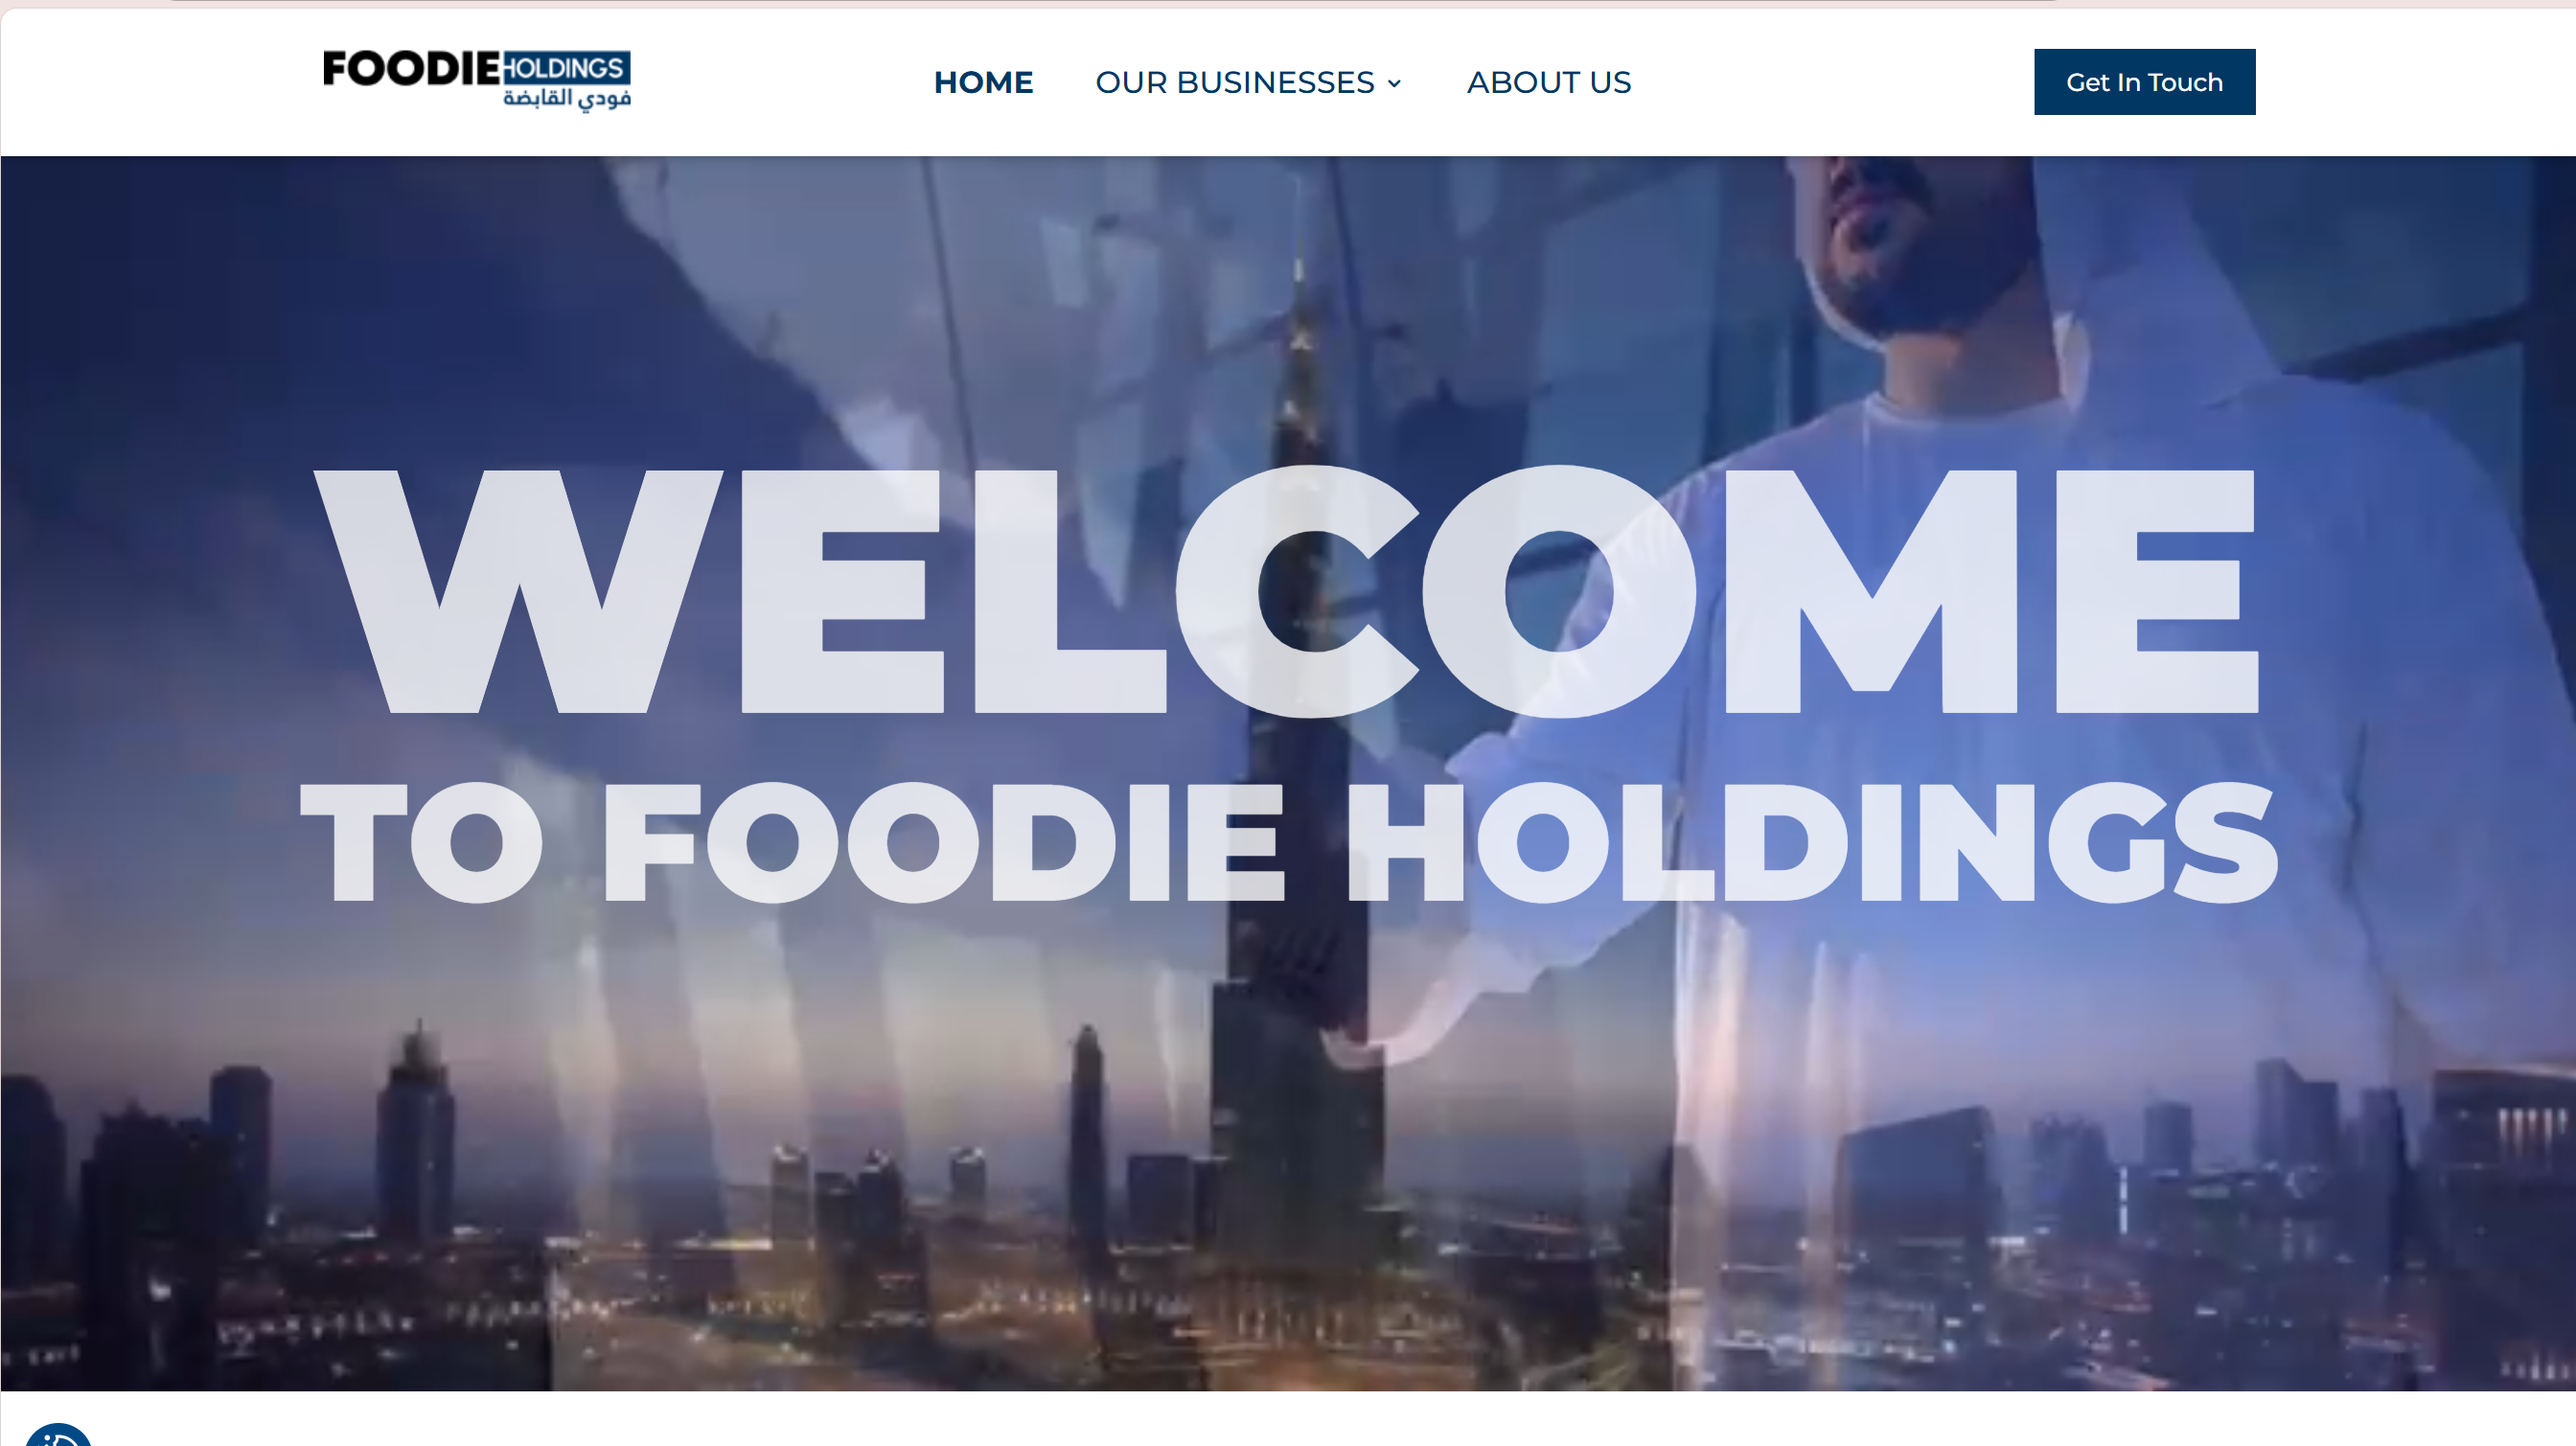 FOODIE HOLDINGS
فودي القابضة
HOME
OUR BUSINESSES
ABOUT US
Get In Touch
WELCOME
TO FOODIE HOLDINGS